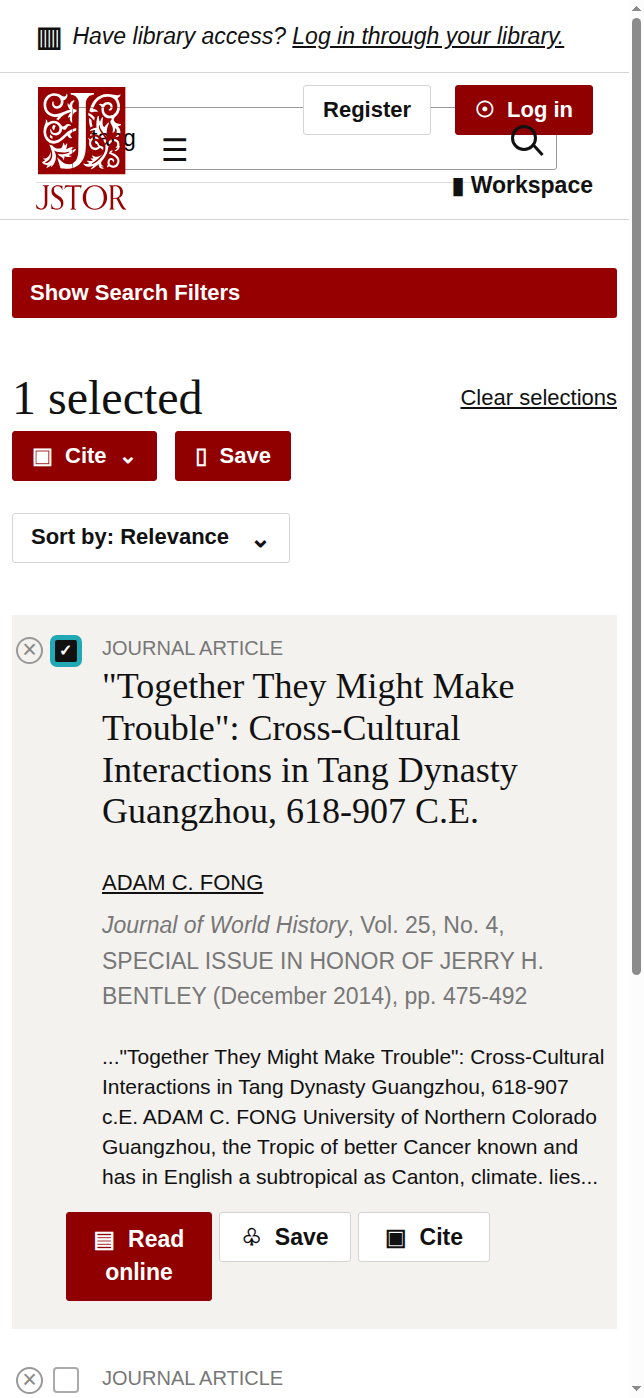 Have library access? Log in through your library.
Register
Log in
tang
JSTOR
Workspace
Show Search Filters
1 selected
Clear selections
Cite
Save
Sort by: Relevance
JOURNAL ARTICLE
"Together They Might Make
Trouble": Cross-Cultural
Interactions in Tang Dynasty
Guangzhou, 618-907 C.E.
ADAM C. FONG
Journal of World History, Vol. 25, No. 4,
SPECIAL ISSUE IN HONOR OF JERRY H.
BENTLEY (December 2014), pp. 475-492
..."Together They Might Make Trouble": Cross-Cultural
Interactions in Tang Dynasty Guangzhou, 618-907
c.E. ADAM C. FONG University of Northern Colorado
Guangzhou, the Tropic of better Cancer known and
has in English a subtropical as Canton, climate. lies...
Read
online
Save
Cite
JOURNAL ARTICLE